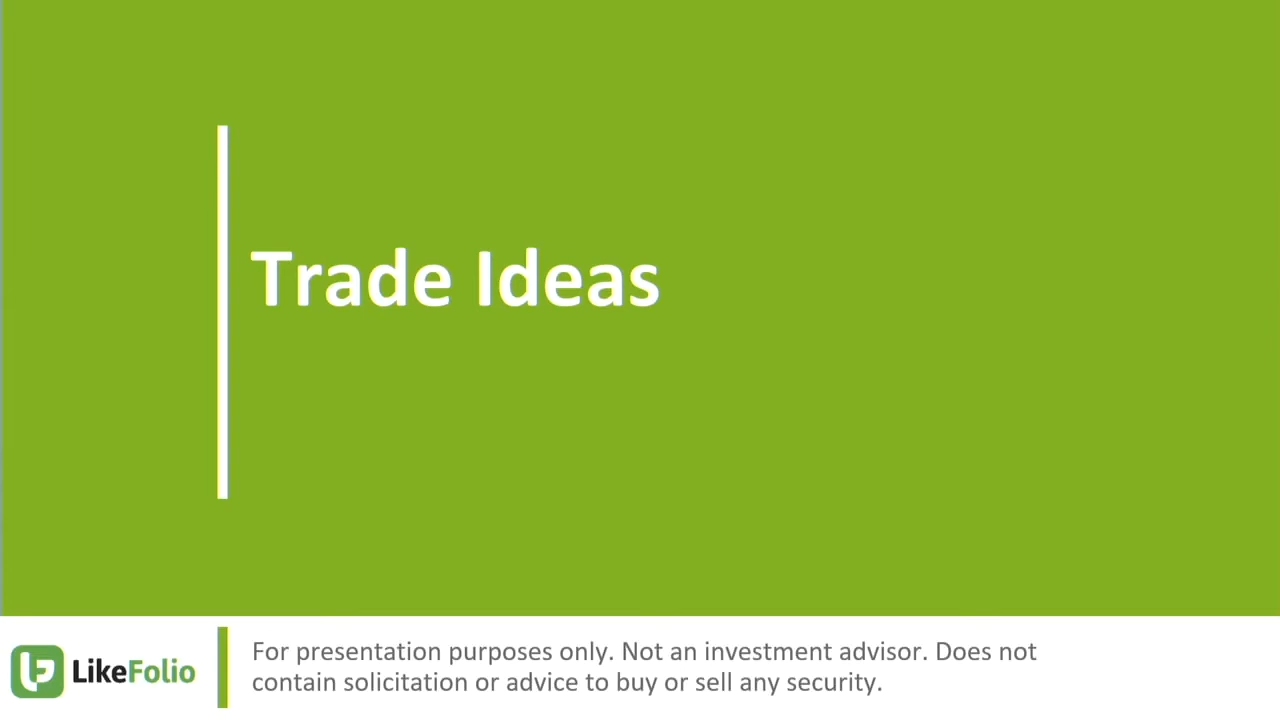 Trade Ideas
LikeFolio
For presentation purposes only. Not an investment advisor. Does not
contain solicitation or advice to buy or sell any security.